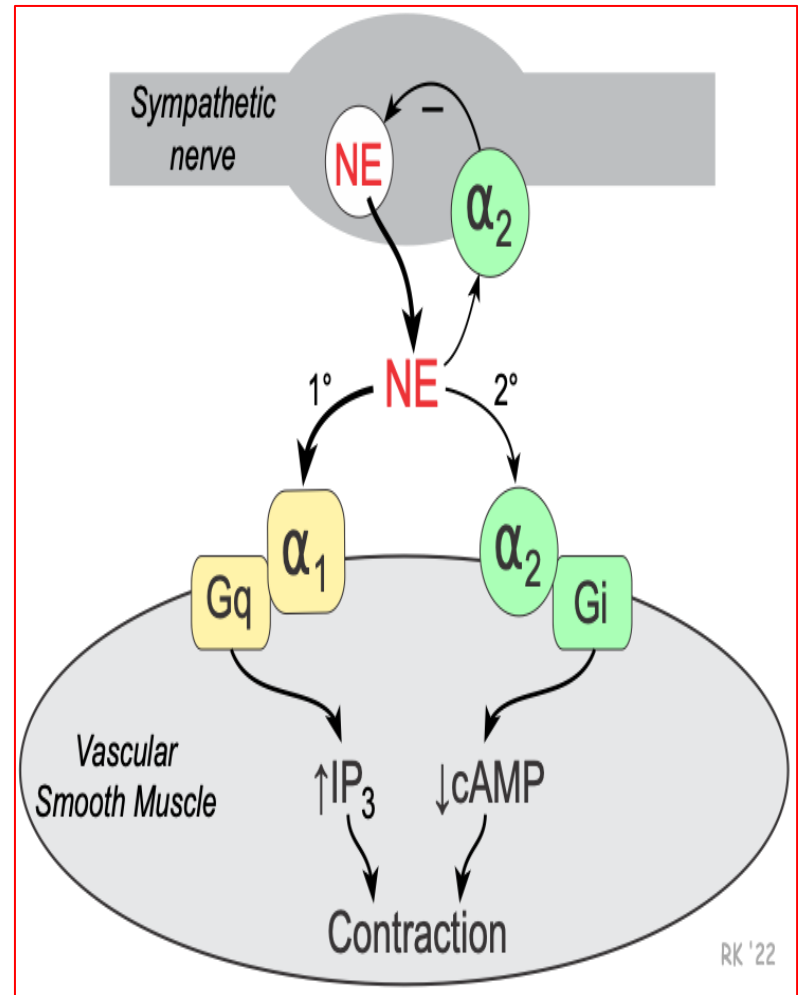 Sympathetic
nerve
NE
–
α₂
NE
1°
2°
α₁
α₂
Gq
Gi
Vascular
Smooth Muscle
↑IP₃
↓cAMP
Contraction
RK '22